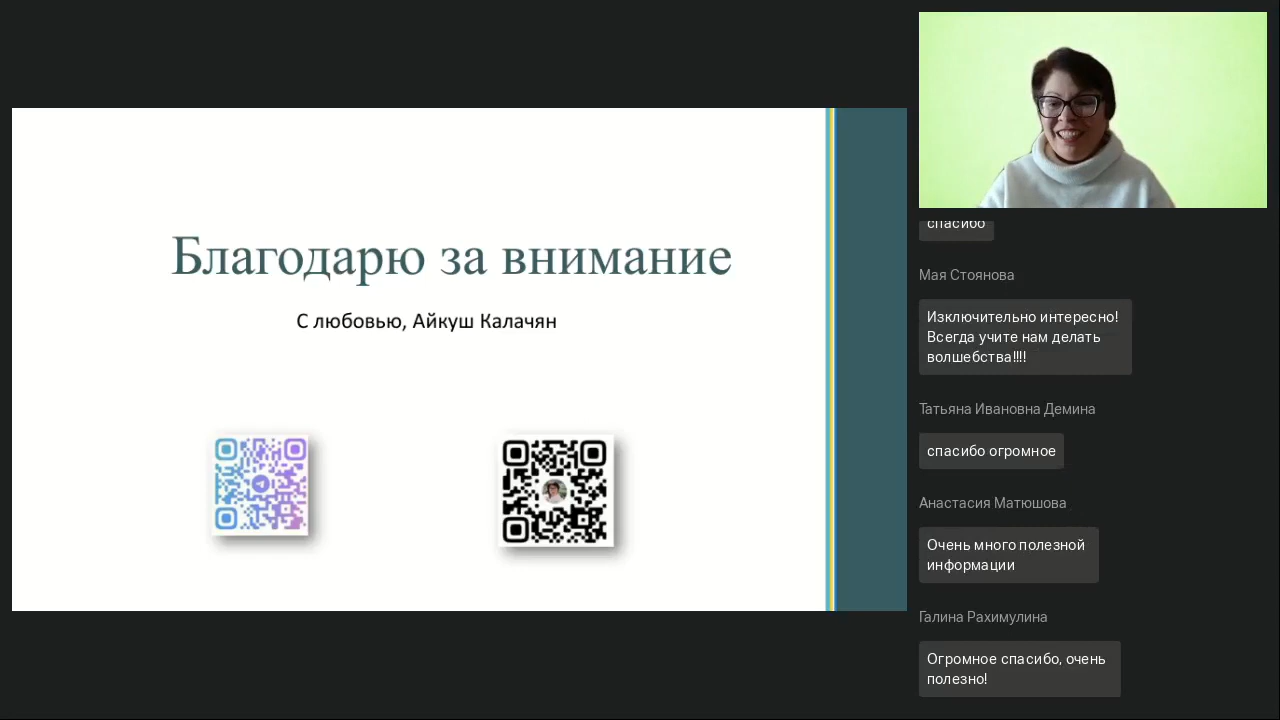 Благодарю за внимание
С любовью, Айкуш Калачян
спасибо
Мая Стоянова
Изключительно интересно!
Всегда учите нам делать
волшебства!!!!
Татьяна Ивановна Демина
спасибо огромное
Анастасия Матюшова
Очень много полезной
информации
Галина Рахимулина
Огромное спасибо, очень
полезно!